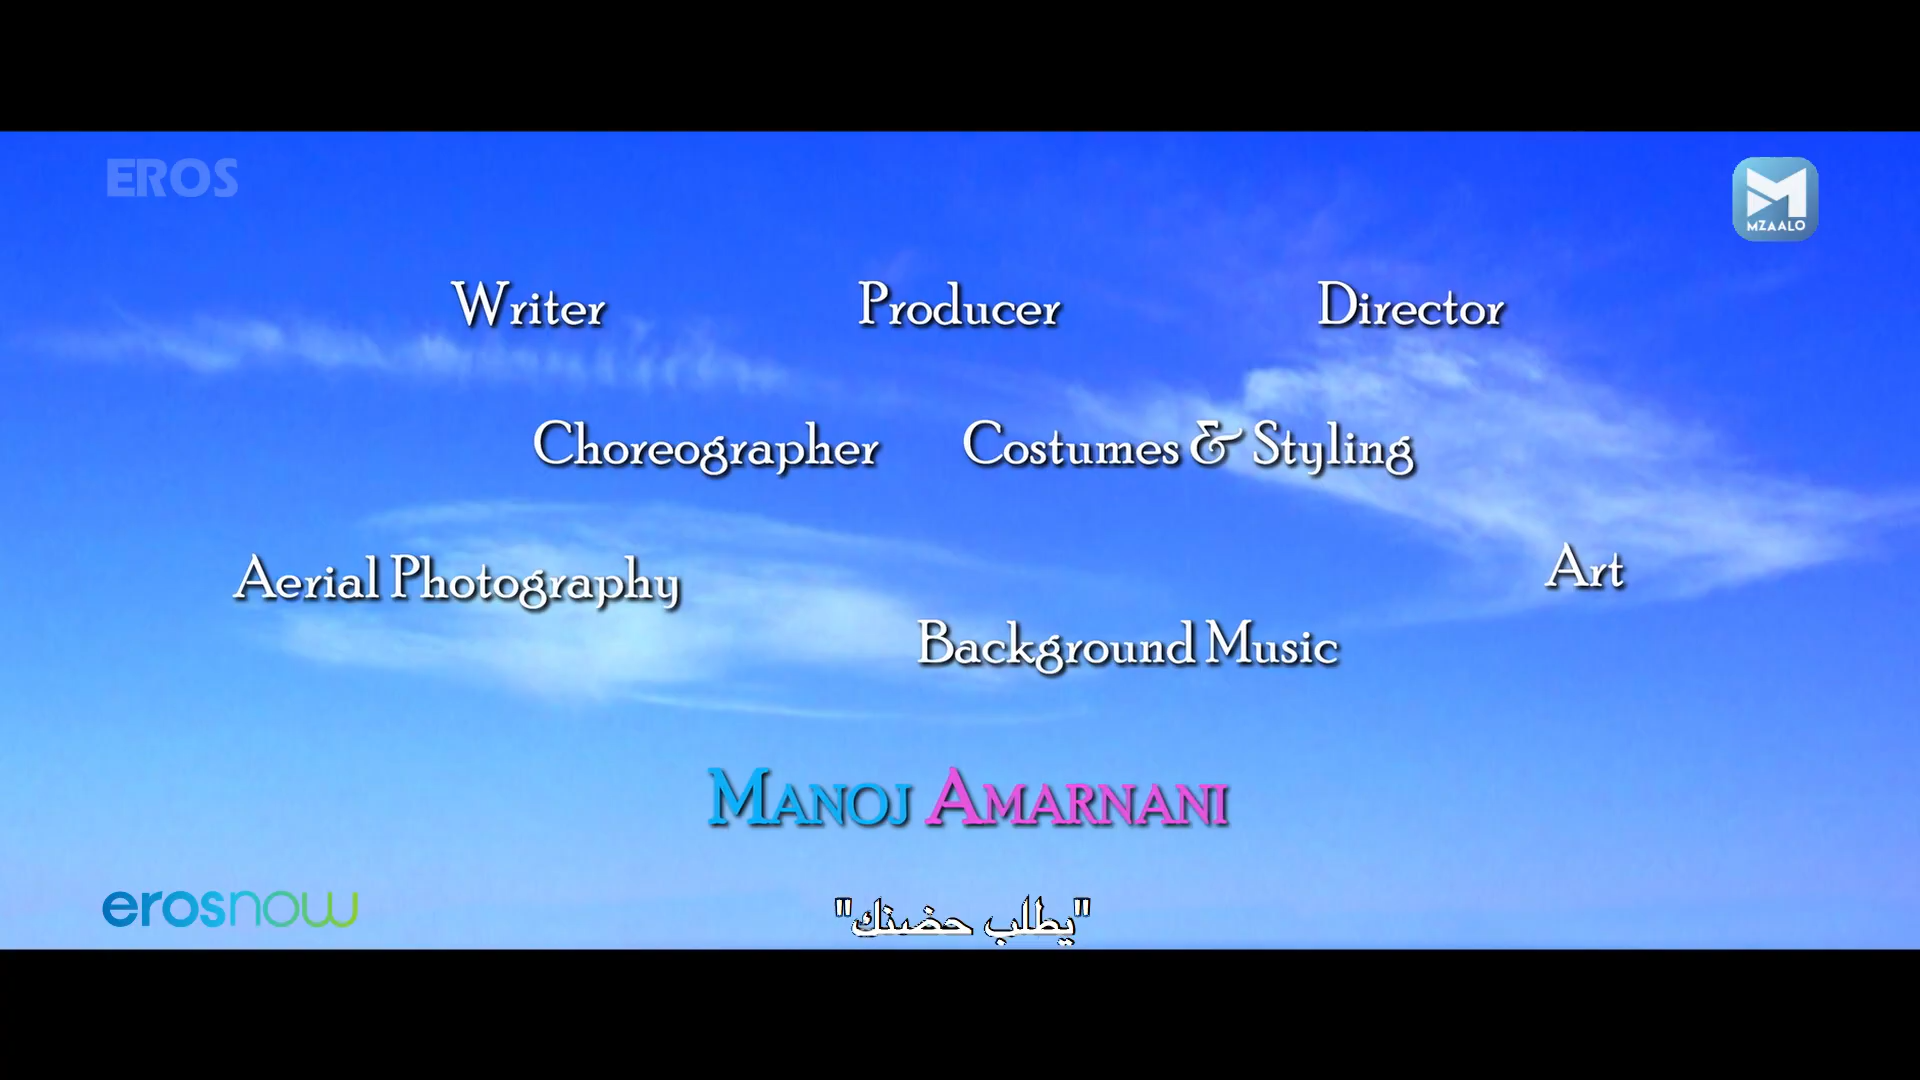 EROS
MZAALO
Writer Producer Director
Choreographer Costumes & Styling
Aerial Photography Art
Background Music
MANOJ AMARNANI
erosnow
"يطلب حضنك"